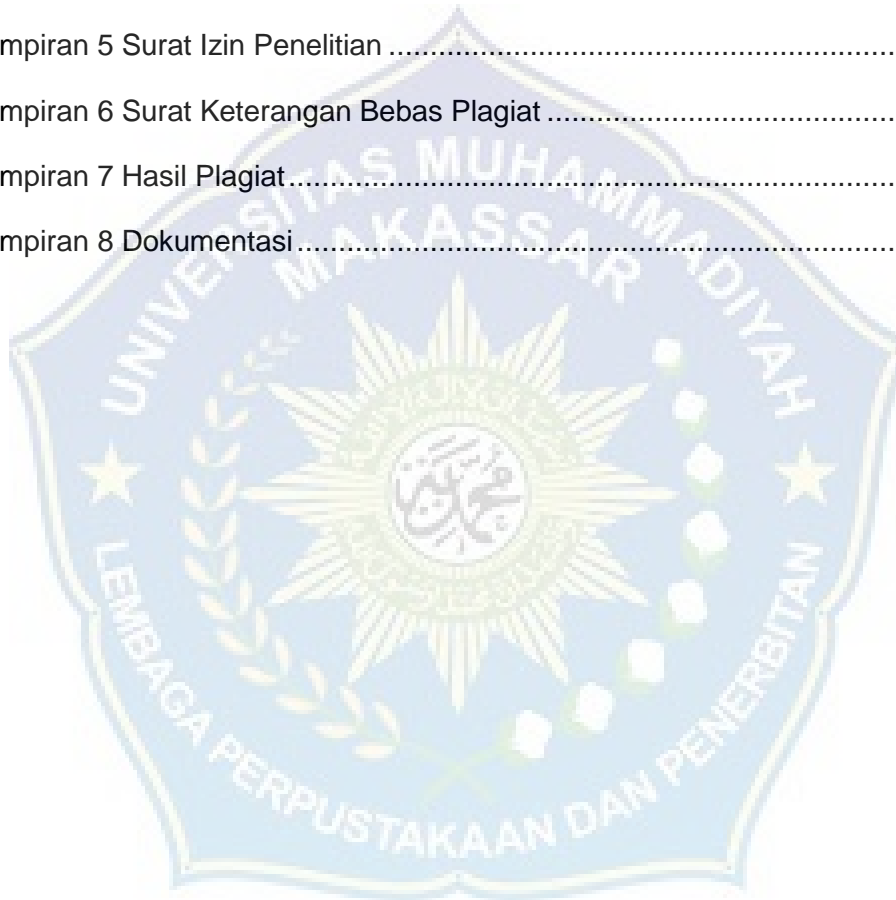 mpiran 5 Surat Izin Penelitian
mpiran 6 Surat Keterangan Bebas Plagiat
mpiran 7 Hasil Plagiat
mpiran 8 Dokumentasi
UNIVERSITAS MUHAMMADIYAH
MAKASSAR
LEMBAGA PERPUSTAKAAN DAN PENERBITAN